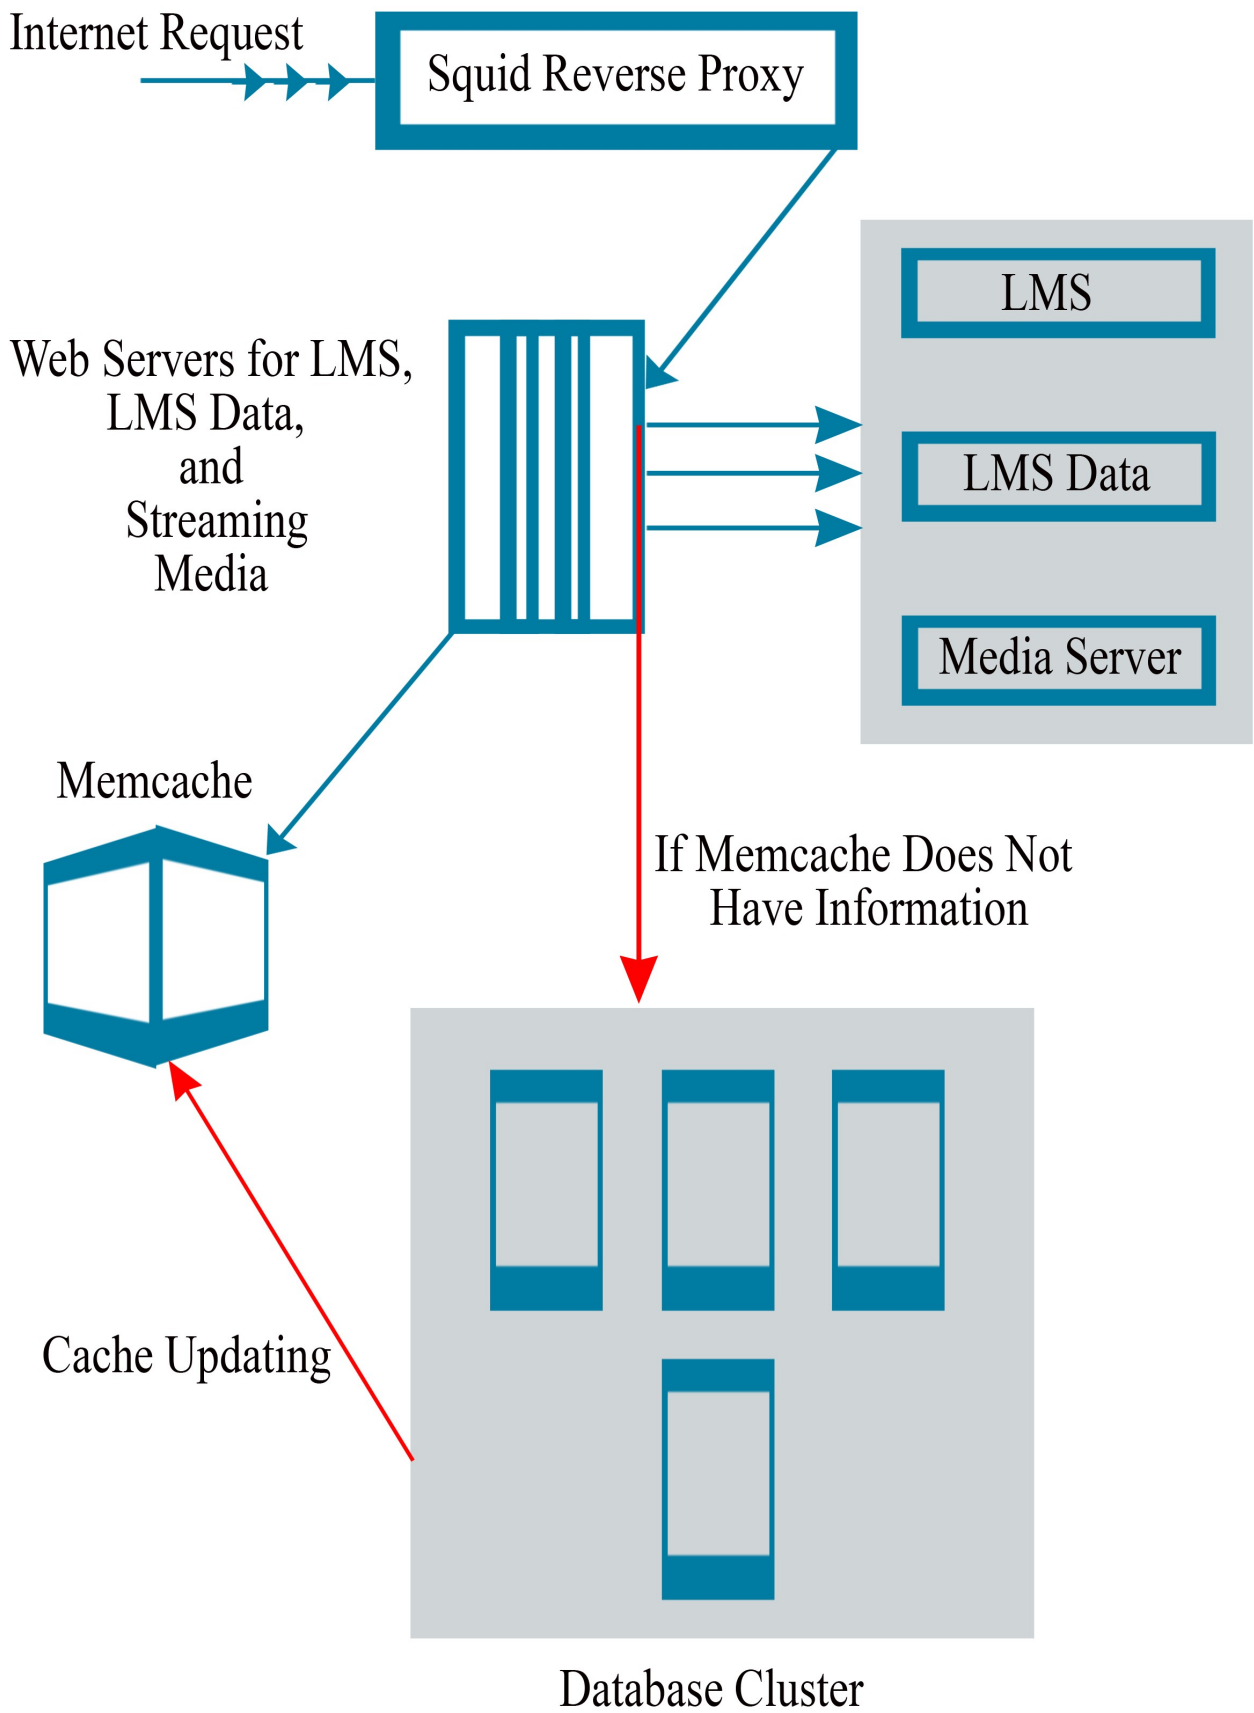 Internet Request
Squid Reverse Proxy
LMS
Web Servers for LMS,
LMS Data,
and
Streaming
Media
LMS Data
Media Server
Memcache
If Memcache Does Not
Have Information
Cache Updating
Database Cluster